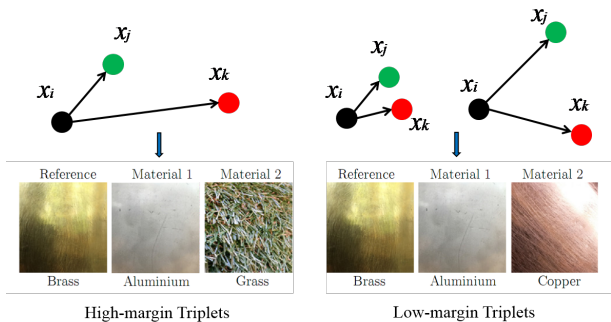 xj
xi
xk
Reference Material 1 Material 2
Brass Aluminium Grass
High-margin Triplets
xj
xi
xk
xj
xi
xk
Reference Material 1 Material 2
Brass Aluminium Copper
Low-margin Triplets